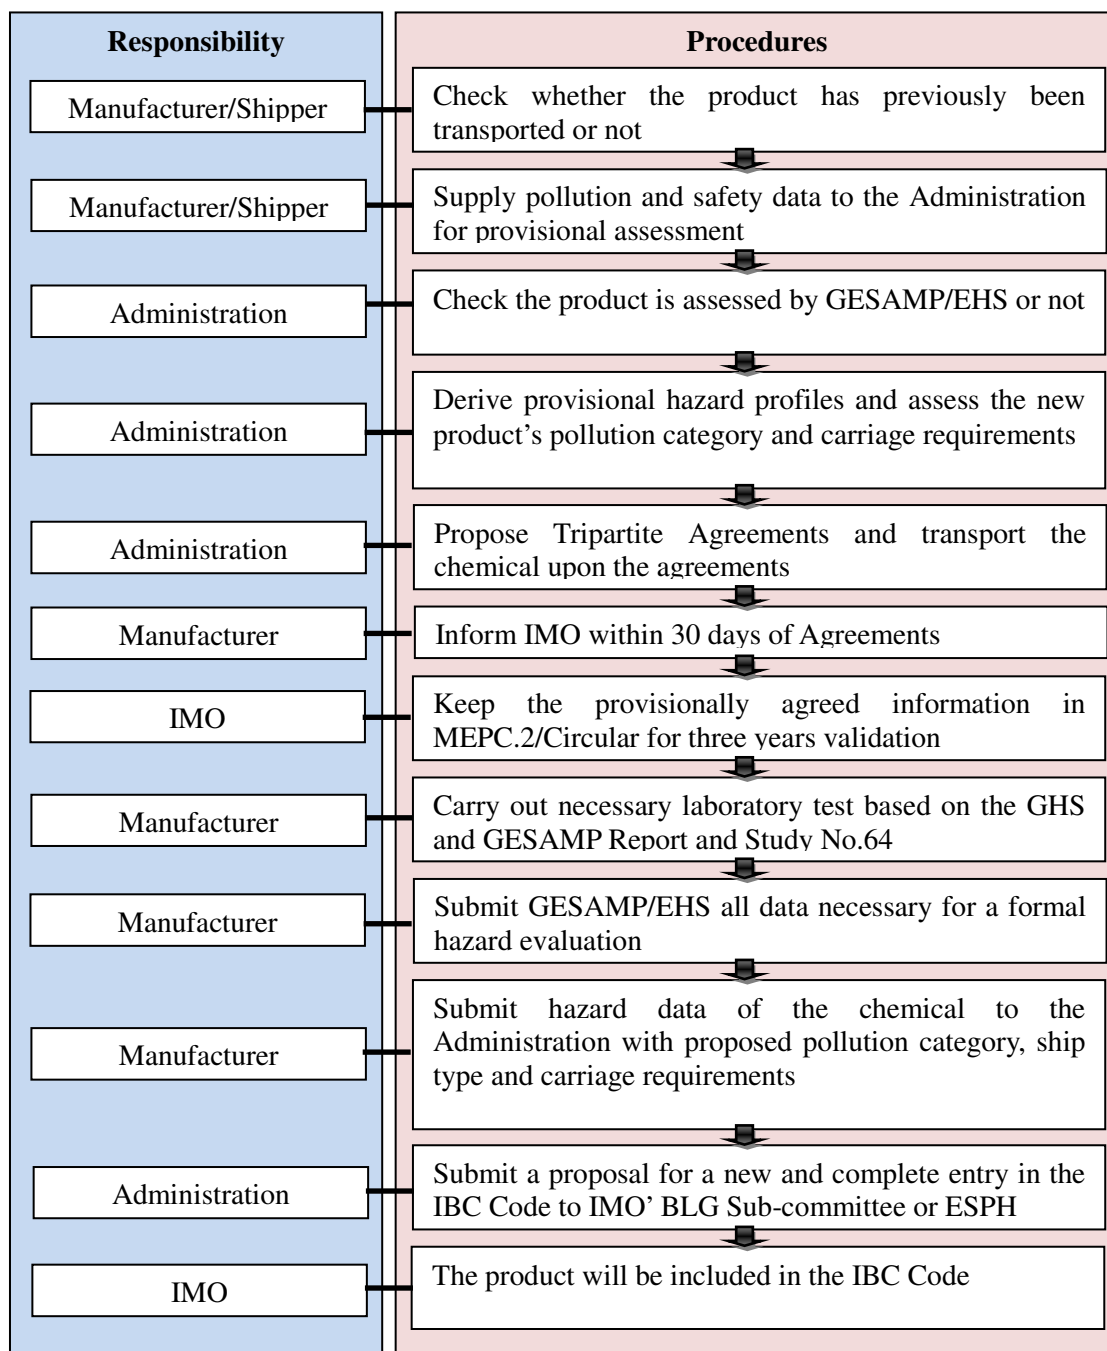 Responsibility
Procedures
Manufacturer/Shipper
Check whether the product has previously been
transported or not
Manufacturer/Shipper
Supply pollution and safety data to the Administration
for provisional assessment
Administration
Check the product is assessed by GESAMP/EHS or not
Administration
Derive provisional hazard profiles and assess the new
product's pollution category and carriage requirements
Administration
Propose Tripartite Agreements and transport the
chemical upon the agreements
Manufacturer
Inform IMO within 30 days of Agreements
IMO
Keep the provisionally agreed information in
MEPC.2/Circular for three years validation
Manufacturer
Carry out necessary laboratory test based on the GHS
and GESAMP Report and Study No.64
Manufacturer
Submit GESAMP/EHS all data necessary for a formal
hazard evaluation
Manufacturer
Submit hazard data of the chemical to the
Administration with proposed pollution category, ship
type and carriage requirements
Administration
Submit a proposal for a new and complete entry in the
IBC Code to IMO' BLG Sub-committee or ESPH
IMO
The product will be included in the IBC Code